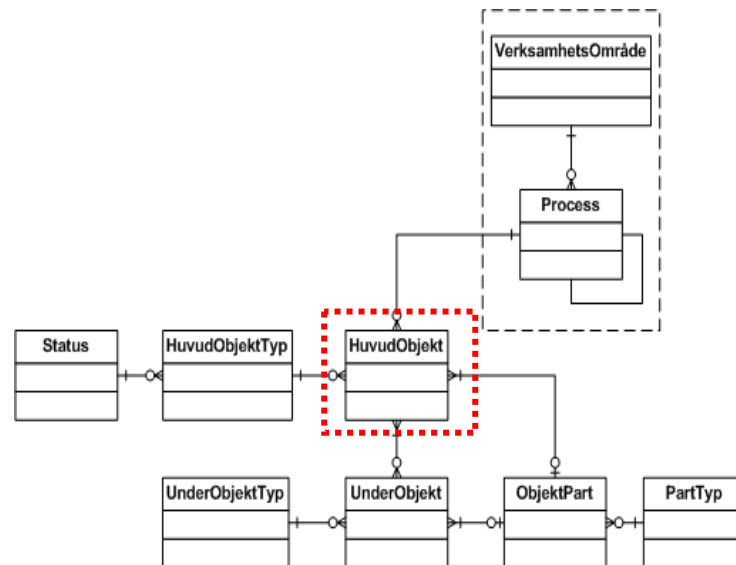 VerksamhetsOmråde
Process
Status
HuvudObjektTyp
HuvudObjekt
UnderObjektTyp
UnderObjekt
ObjektPart
PartTyp